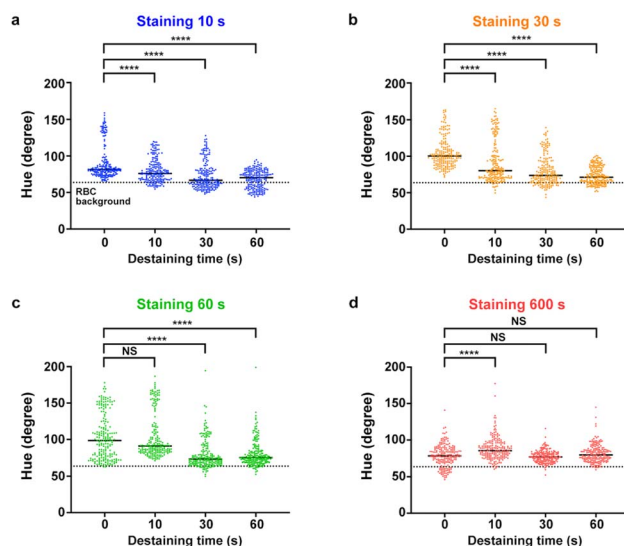 a
Staining 10 s
****
****
****
Hue (degree)
200
150
100
50
0
RBC
background
0 10 30 60
Destaining time (s)
b
Staining 30 s
****
****
****
Hue (degree)
200
150
100
50
0
0 10 30 60
Destaining time (s)
c
Staining 60 s
****
****
NS
Hue (degree)
200
150
100
50
0
0 10 30 60
Destaining time (s)
d
Staining 600 s
NS
NS
****
Hue (degree)
200
150
100
50
0
0 10 30 60
Destaining time (s)